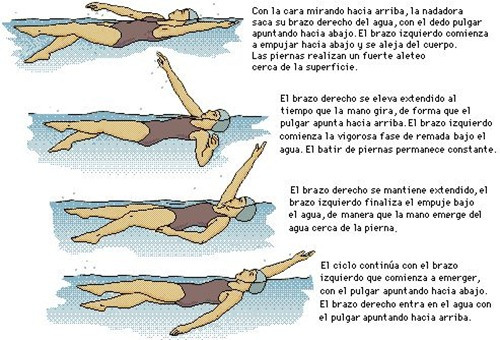 Con la cara mirando hacia arriba, la nadadora
saca su brazo derecho del agua, con el dedo pulgar
apuntando hacia abajo. El brazo izquierdo comienza
a empujar hacia abajo y se aleja del cuerpo.
Las piernas realizan un fuerte aleteo
cerca de la superficie.
El brazo derecho se eleva extendido al
tiempo que la mano gira, de forma que el
pulgar apunta hacia arriba. El brazo izquierdo
comienza la vigorosa fase de remada bajo el
agua. El batir de piernas permanece constante.
El brazo derecho se mantiene extendido, el
brazo izquierdo finaliza el empuje bajo
el agua, de manera que la mano emerge del
agua cerca de la pierna.
El ciclo continúa con el brazo
izquierdo que comienza a emerger,
con el pulgar apuntando hacia abajo.
El brazo derecho entra en el agua con
el pulgar apuntando hacia arriba.